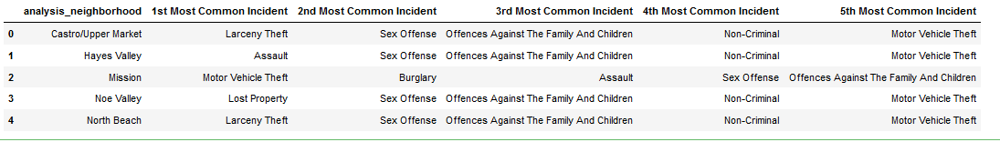 analysis_neighborhood 1st Most Common Incident 2nd Most Common Incident 3rd Most Common Incident 4th Most Common Incident 5th Most Common Incident
0 Castro/Upper Market Larceny Theft Sex Offense Offences Against The Family And Children Non-Criminal Motor Vehicle Theft
1 Hayes Valley Assault Sex Offense Offences Against The Family And Children Non-Criminal Motor Vehicle Theft
2 Mission Motor Vehicle Theft Burglary Assault Sex Offense Offences Against The Family And Children
3 Noe Valley Lost Property Sex Offense Offences Against The Family And Children Non-Criminal Motor Vehicle Theft
4 North Beach Larceny Theft Sex Offense Offences Against The Family And Children Non-Criminal Motor Vehicle Theft